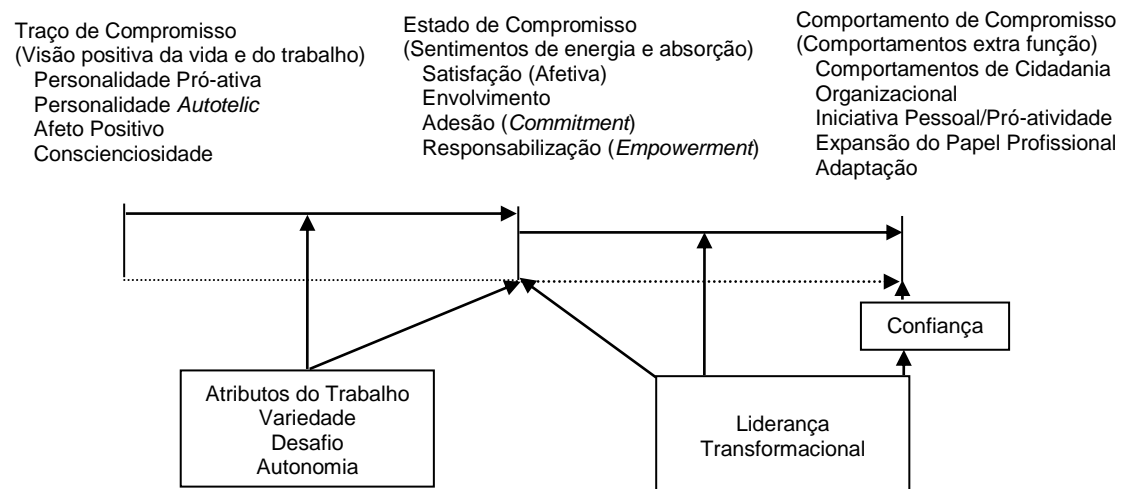 Traço de Compromisso
(Visão positiva da vida e do trabalho)
Personalidade Pró-ativa
Personalidade Autotelic
Afeto Positivo
Conscienciosidade
Estado de Compromisso
(Sentimentos de energia e absorção)
Satisfação (Afetiva)
Envolvimento
Adesão (Commitment)
Responsabilização (Empowerment)
Comportamento de Compromisso
(Comportamentos extra função)
Comportamentos de Cidadania
Organizacional
Iniciativa Pessoal/Pró-atividade
Expansão do Papel Profissional
Adaptação
Confiança
Atributos do Trabalho
Variedade
Desafio
Autonomia
Liderança
Transformacional